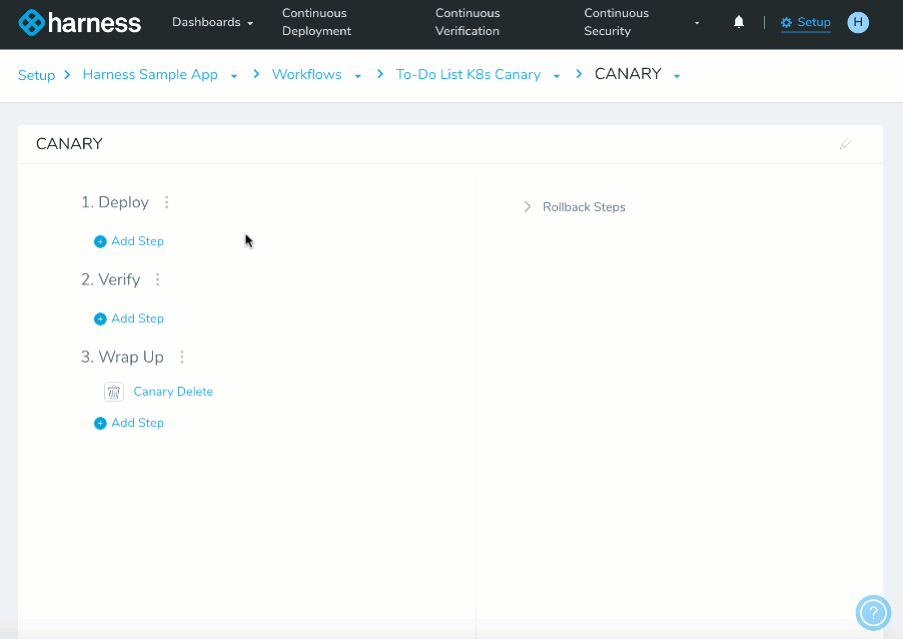 harness
Dashboards
Continuous
Deployment
Continuous
Verification
Continuous
Security
Setup
H
Setup > Harness Sample App > Workflows > To-Do List K8s Canary > CANARY
CANARY
1. Deploy
+ Add Step
2. Verify
+ Add Step
3. Wrap Up
Canary Delete
+ Add Step
> Rollback Steps
?